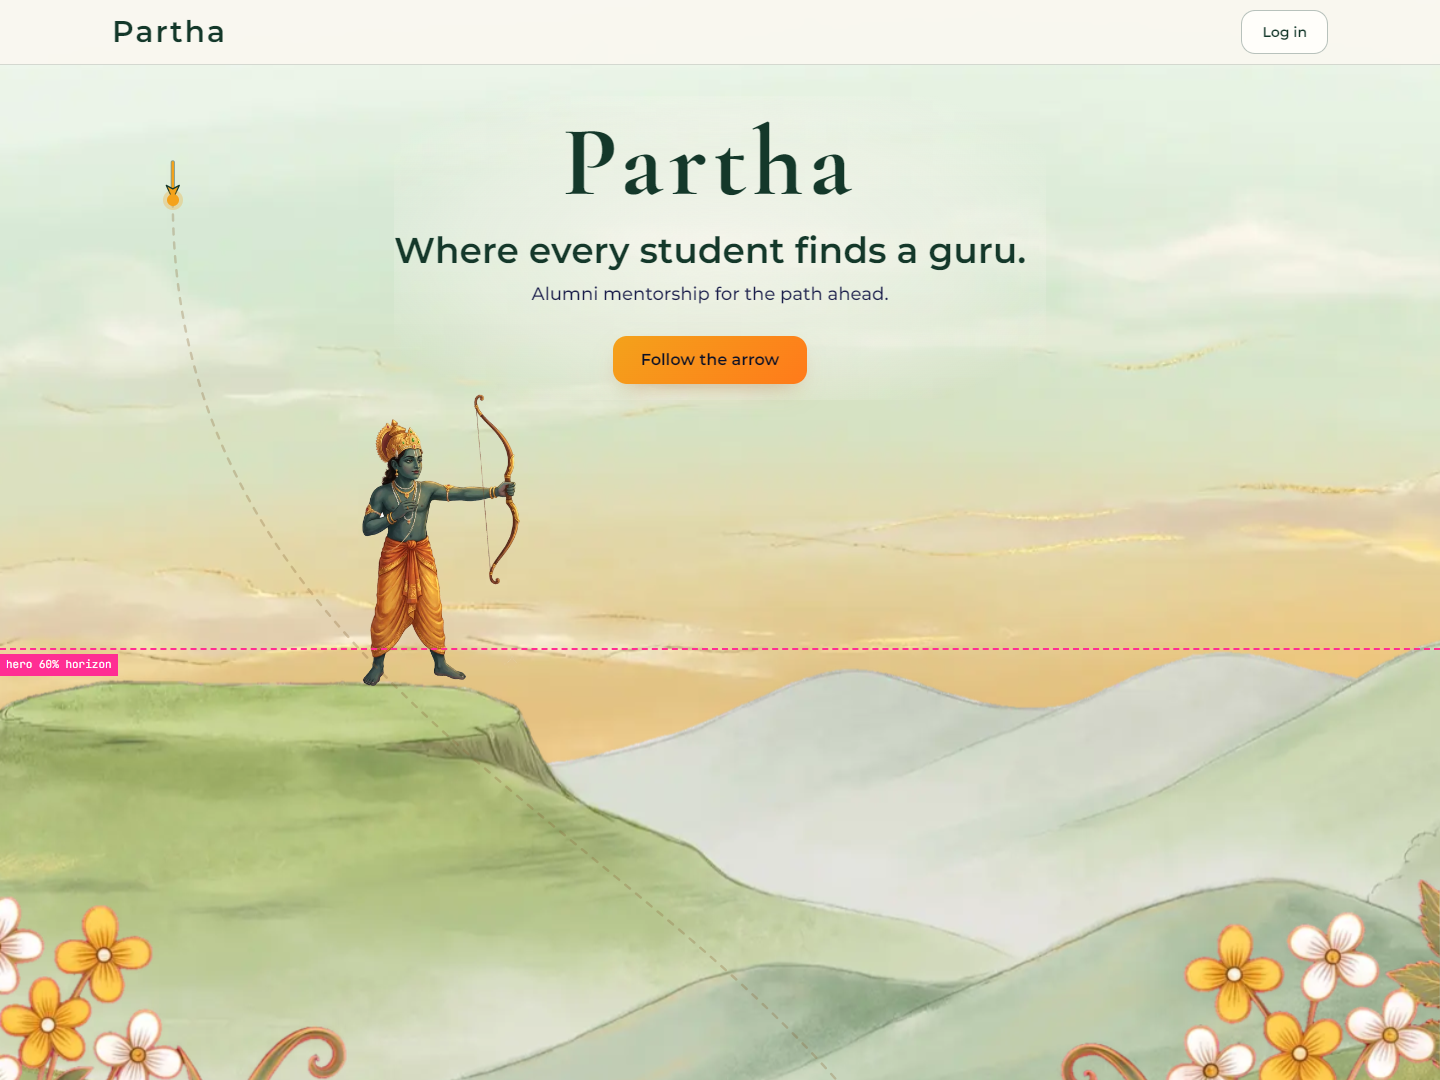 Partha
Log in
Partha
Where every student finds a guru.
Alumni mentorship for the path ahead.
Follow the arrow
hero 60% horizon